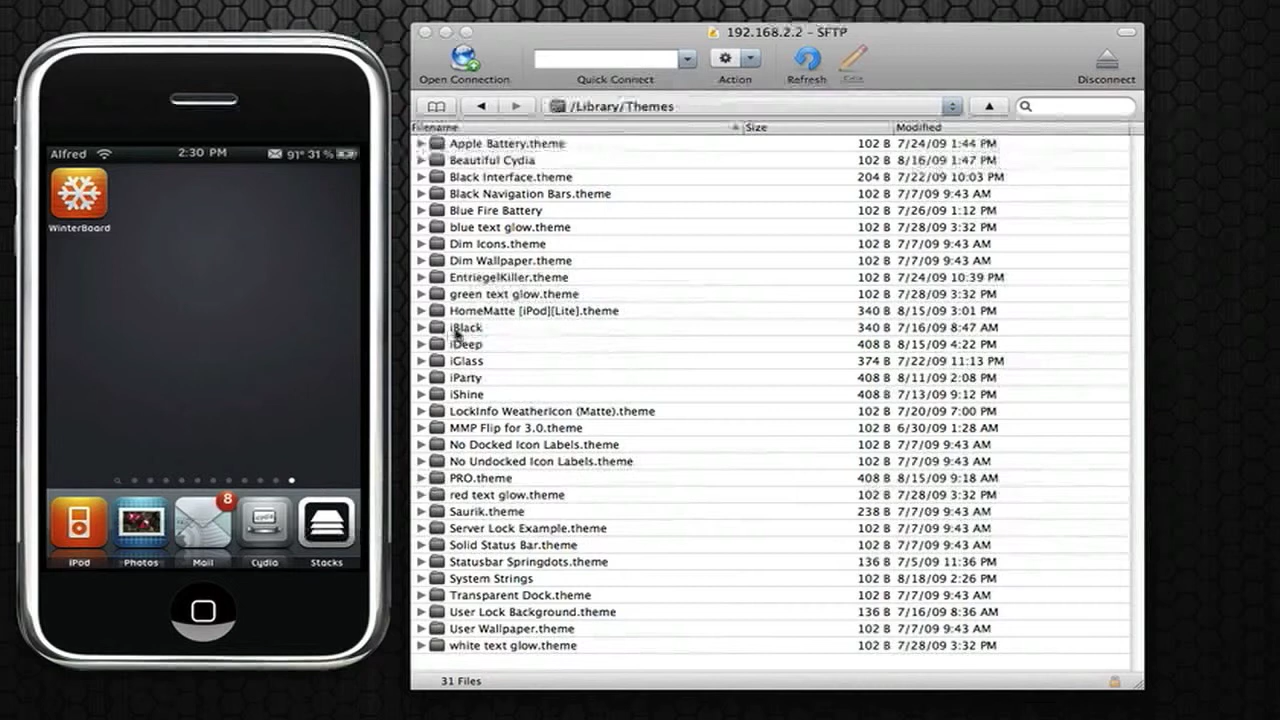 Alfred 2:30 PM 91° 31 %
WinterBoard
8
iPod Photos Mail Cydia Stacks
192.168.2.2 – SFTP
Open Connection Quick Connect Action Refresh Edit Disconnect
/Library/Themes
Filename Size Modified
Apple Battery.theme 102 B 7/24/09 1:44 PM
Beautiful Cydia 102 B 8/16/09 1:47 PM
Black Interface.theme 204 B 7/22/09 10:03 PM
Black Navigation Bars.theme 102 B 7/7/09 9:43 AM
Blue Fire Battery 102 B 7/26/09 1:12 PM
blue text glow.theme 102 B 7/28/09 3:32 PM
Dim Icons.theme 102 B 7/7/09 9:43 AM
Dim Wallpaper.theme 102 B 7/7/09 9:43 AM
EntriegelKiller.theme 102 B 7/24/09 10:39 PM
green text glow.theme 102 B 7/28/09 3:32 PM
HomeMatte [iPod][Lite].theme 340 B 8/15/09 3:01 PM
iBlack 340 B 7/16/09 8:47 AM
iDeep 408 B 8/15/09 4:22 PM
iGlass 374 B 7/22/09 11:13 PM
iParty 408 B 8/11/09 2:08 PM
iShine 408 B 7/13/09 9:12 PM
LockInfo WeatherIcon (Matte).theme 102 B 7/20/09 7:00 PM
MMP Flip for 3.0.theme 102 B 6/30/09 1:28 AM
No Docked Icon Labels.theme 102 B 7/7/09 9:43 AM
No Undocked Icon Labels.theme 102 B 7/7/09 9:43 AM
PRO.theme 408 B 8/15/09 9:18 AM
red text glow.theme 102 B 7/28/09 3:32 PM
Saurik.theme 238 B 7/7/09 9:43 AM
Server Lock Example.theme 102 B 7/7/09 9:43 AM
Solid Status Bar.theme 102 B 7/7/09 9:43 AM
Statusbar Springdots.theme 136 B 7/5/09 11:36 PM
System Strings 102 B 8/18/09 2:26 PM
Transparent Dock.theme 102 B 7/7/09 9:43 AM
User Lock Background.theme 136 B 7/16/09 8:36 AM
User Wallpaper.theme 102 B 7/7/09 9:43 AM
white text glow.theme 102 B 7/28/09 3:32 PM
31 Files